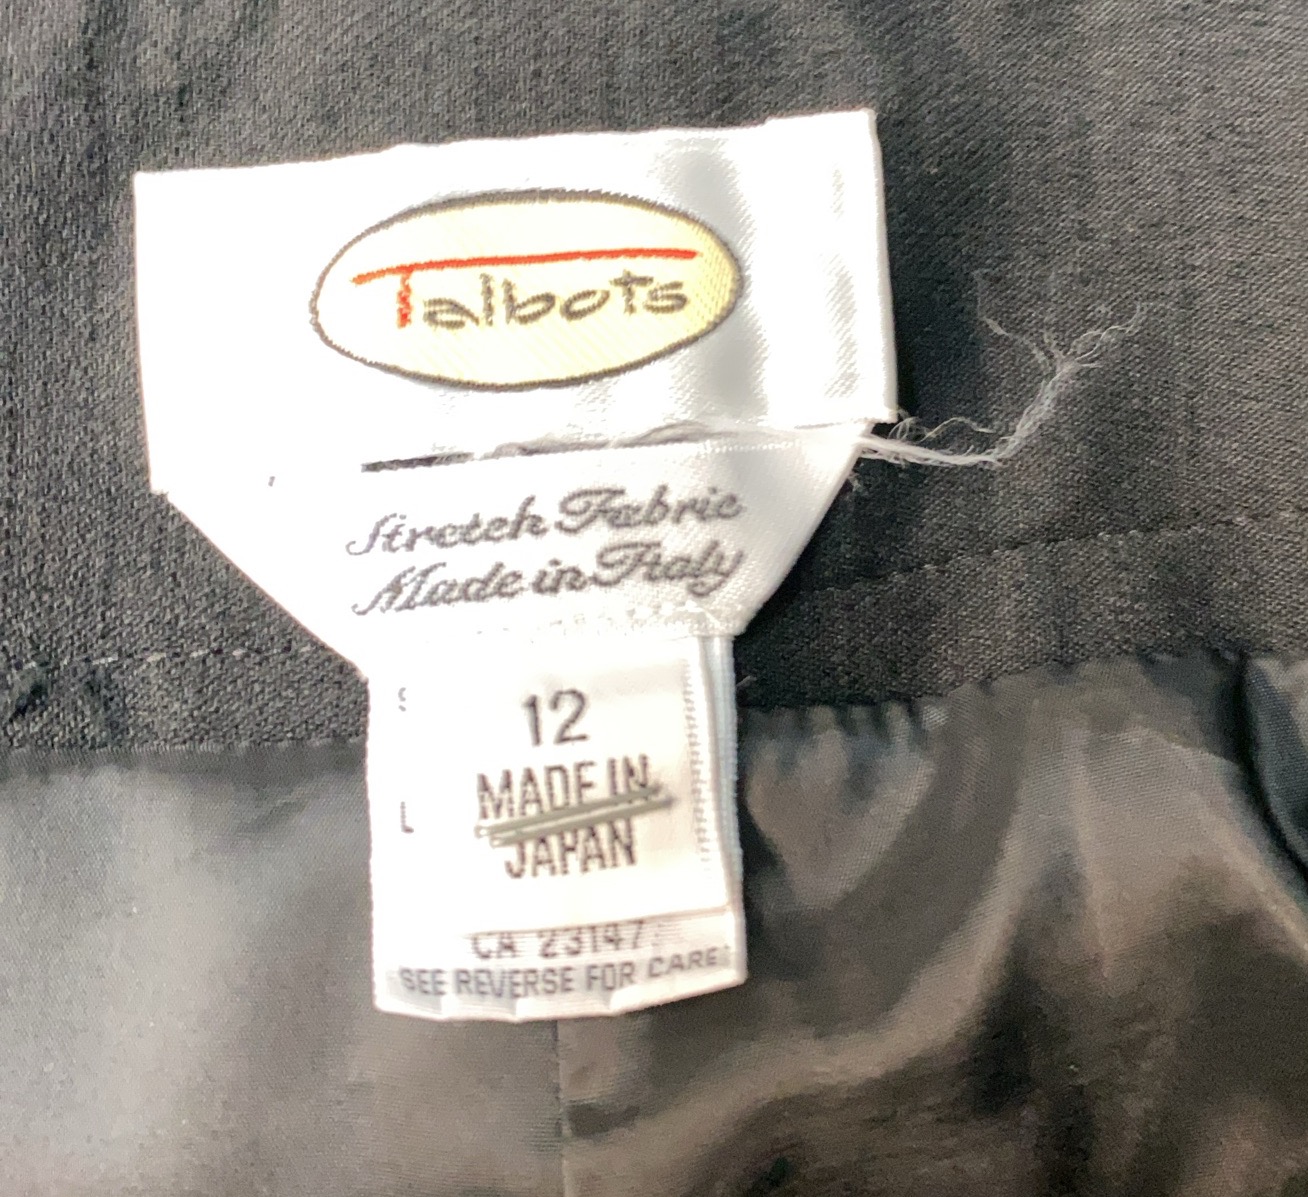 Talbots
Stretch Fabric
Made in Italy
12
MADE IN
JAPAN
CA 23147
SEE REVERSE FOR CARE